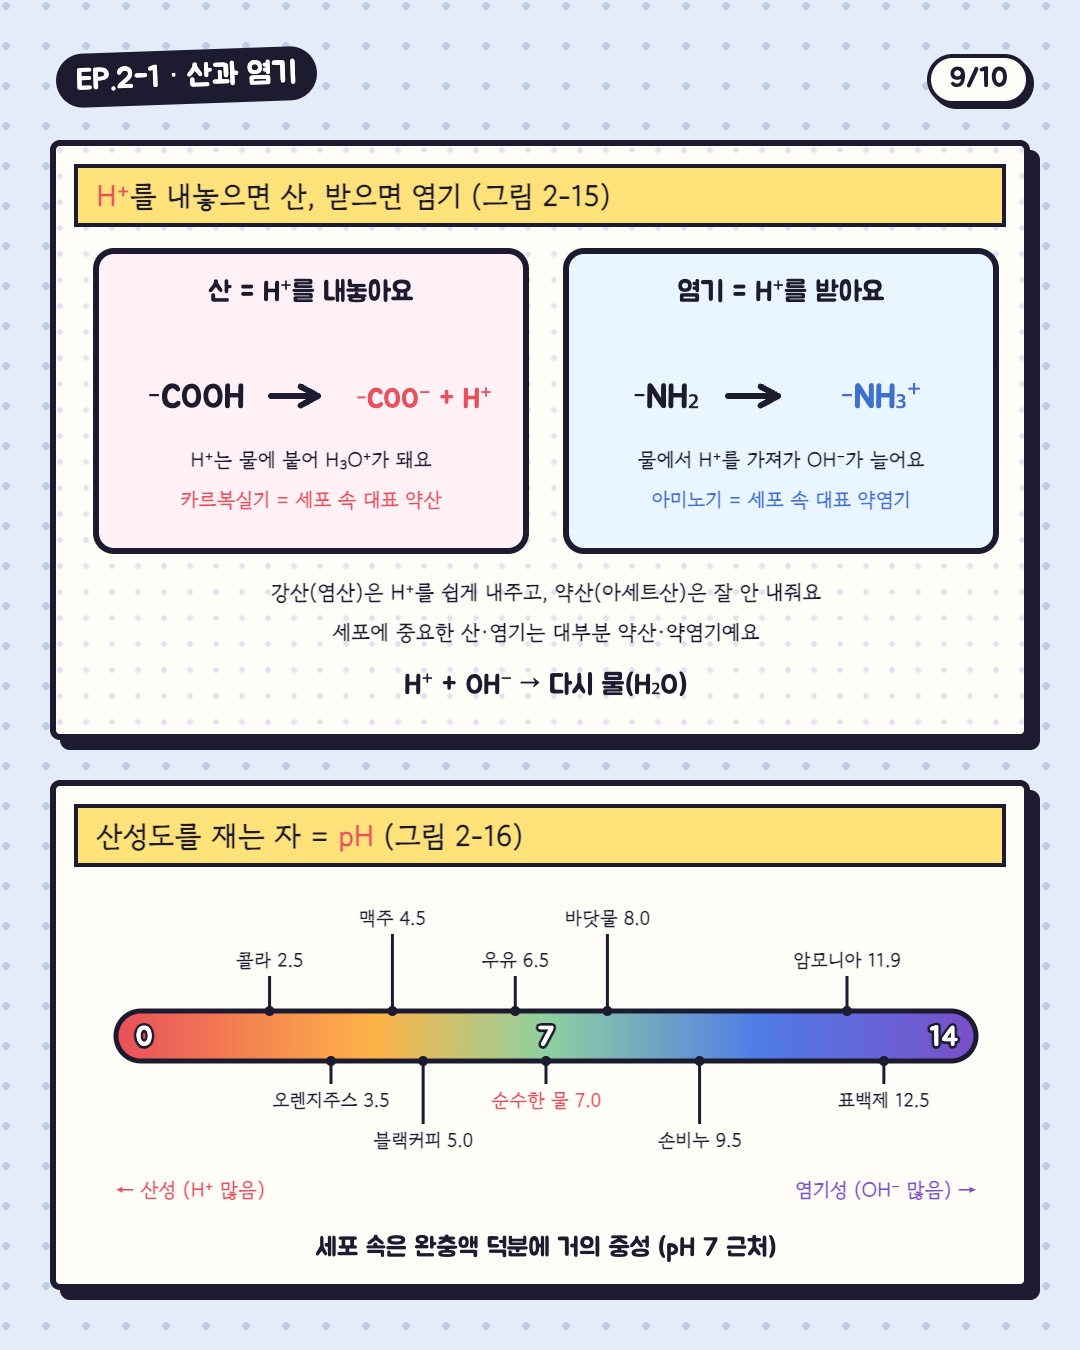 EP.2-1 · 산과 염기
9/10
H⁺를 내놓으면 산, 받으면 염기 (그림 2-15)
산 = H⁺를 내놓아요
-COOH → -COO⁻ + H⁺
H⁺는 물에 붙어 H₃O⁺가 돼요
카르복실기 = 세포 속 대표 약산
염기 = H⁺를 받아요
-NH₂ → -NH₃⁺
물에서 H⁺를 가져가 OH⁻가 늘어요
아미노기 = 세포 속 대표 약염기
강산(염산)은 H⁺를 쉽게 내주고, 약산(아세트산)은 잘 안 내줘요
세포에 중요한 산·염기는 대부분 약산·약염기예요
H⁺ + OH⁻ → 다시 물(H₂O)
산성도를 재는 자 = pH (그림 2-16)
맥주 4.5
바닷물 8.0
콜라 2.5
우유 6.5
암모니아 11.9
0
7
14
오렌지주스 3.5
순수한 물 7.0
표백제 12.5
블랙커피 5.0
손비누 9.5
← 산성 (H⁺ 많음)
염기성 (OH⁻ 많음) →
세포 속은 완충액 덕분에 거의 중성 (pH 7 근처)